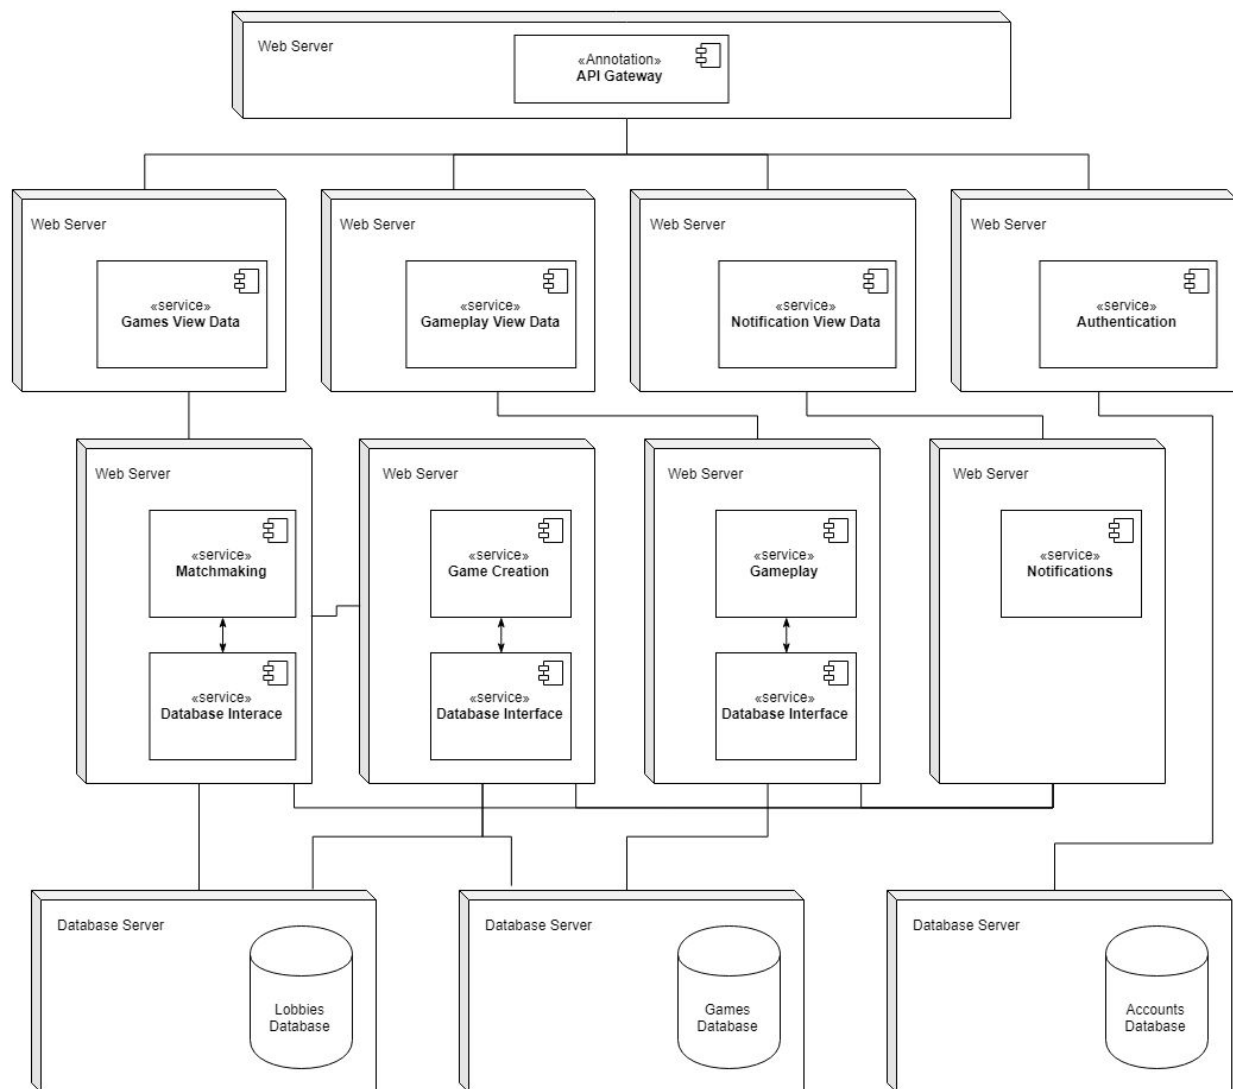 Web Server
«Annotation»
API Gateway
Web Server
«service»
Games View Data
Web Server
«service»
Gameplay View Data
Web Server
«service»
Notification View Data
Web Server
«service»
Authentication
Web Server
«service»
Matchmaking
«service»
Database Interace
Web Server
«service»
Game Creation
«service»
Database Interface
Web Server
«service»
Gameplay
«service»
Database Interface
Web Server
«service»
Notifications
Database Server
Lobbies
Database
Database Server
Games
Database
Database Server
Accounts
Database